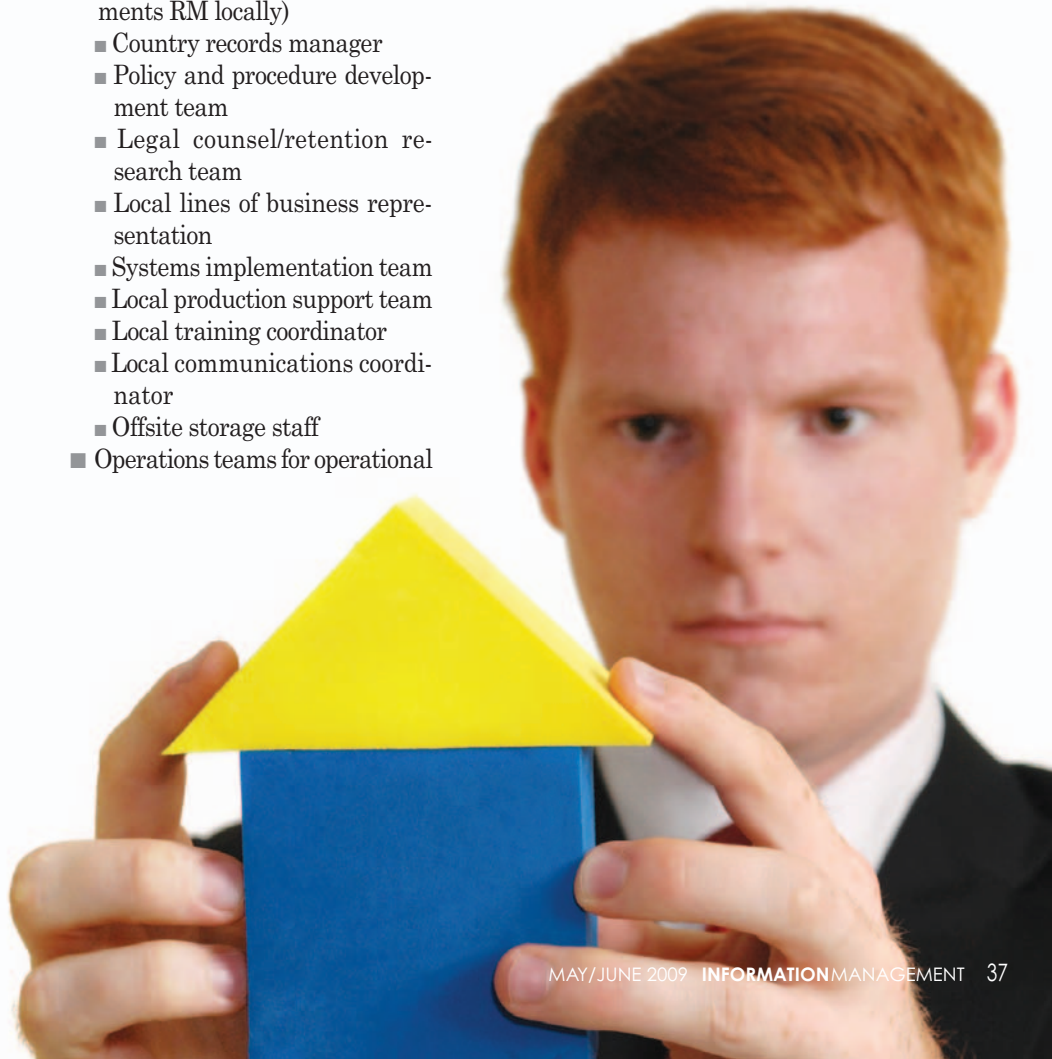 ments RM locally)
■ Country records manager
■ Policy and procedure develop-
ment team
■ Legal counsel/retention re-
search team
■ Local lines of business repre-
sentation
■ Systems implementation team
■ Local production support team
■ Local training coordinator
■ Local communications coordi-
nator
■ Offsite storage staff
■ Operations teams for operational
MAY/JUNE 2009 INFORMATIONMANAGEMENT 37